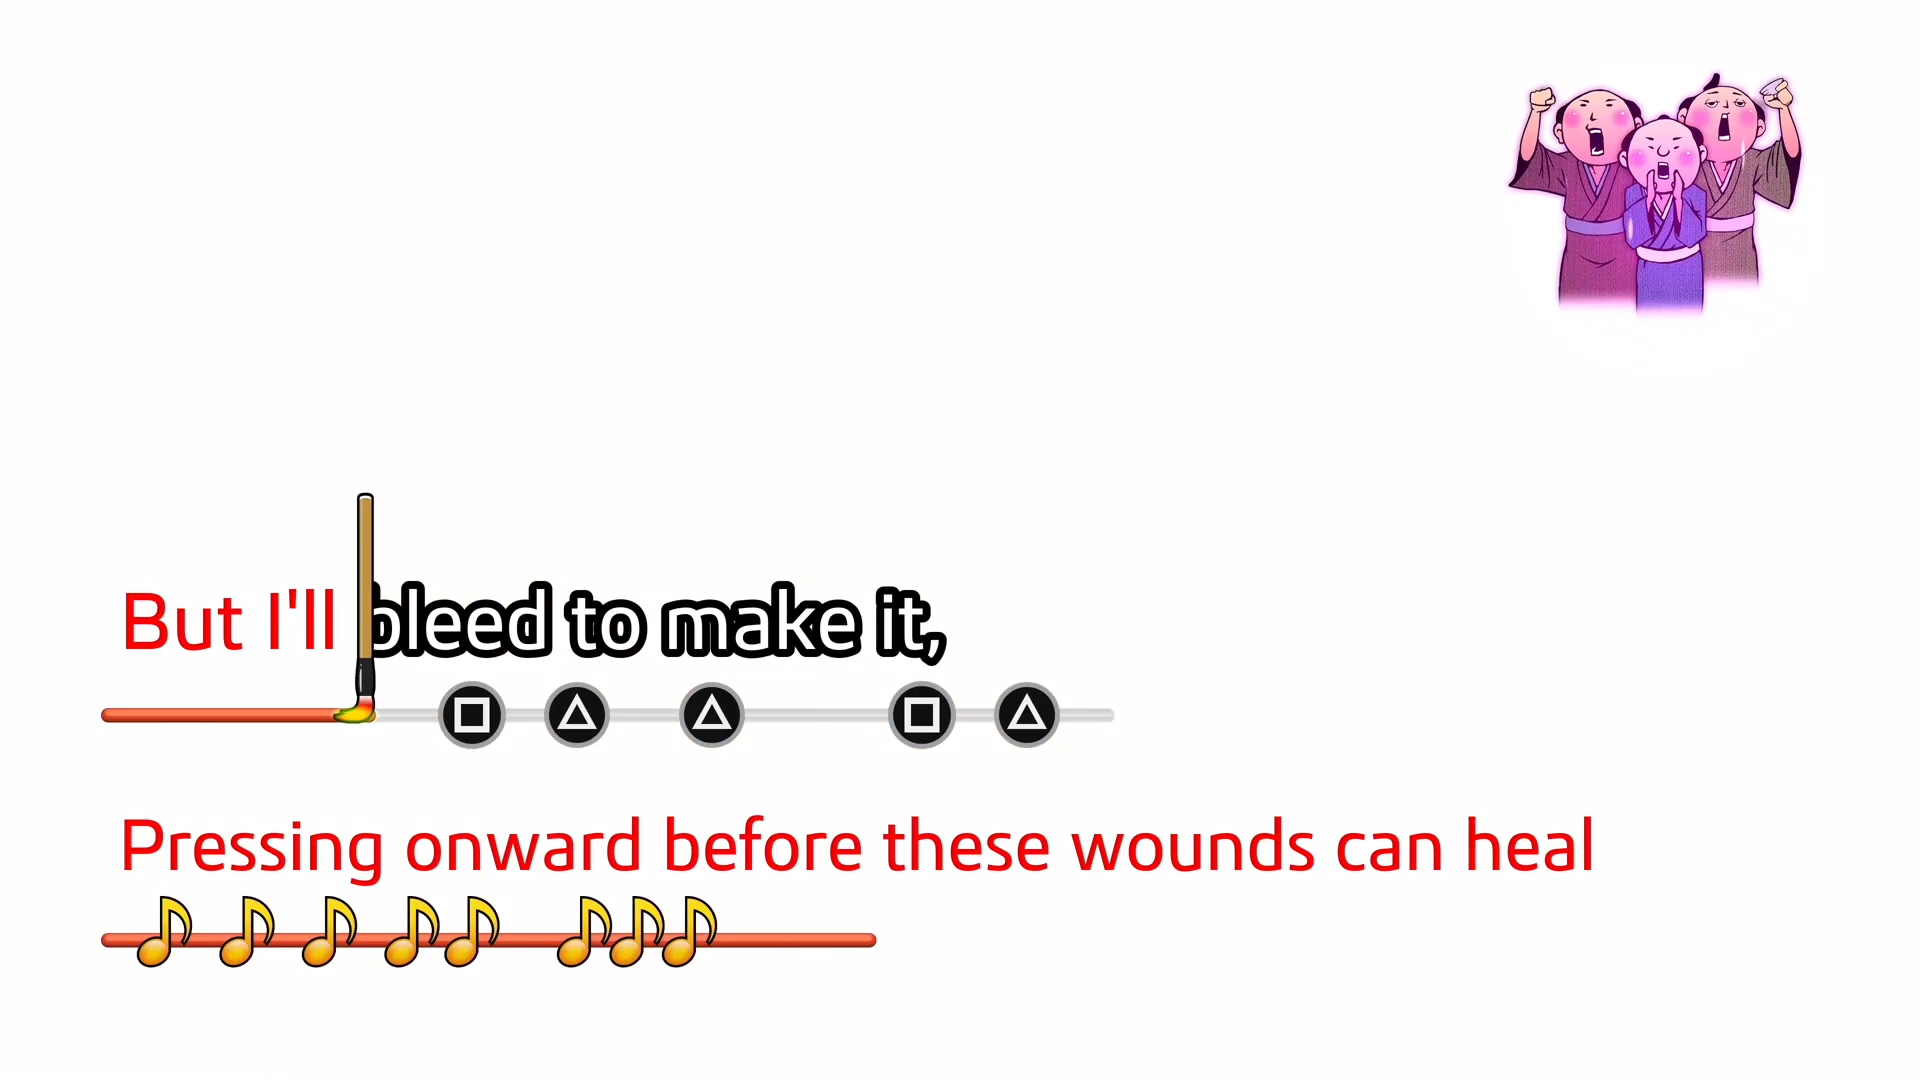 But I'll bleed to make it,
Pressing onward before these wounds can heal